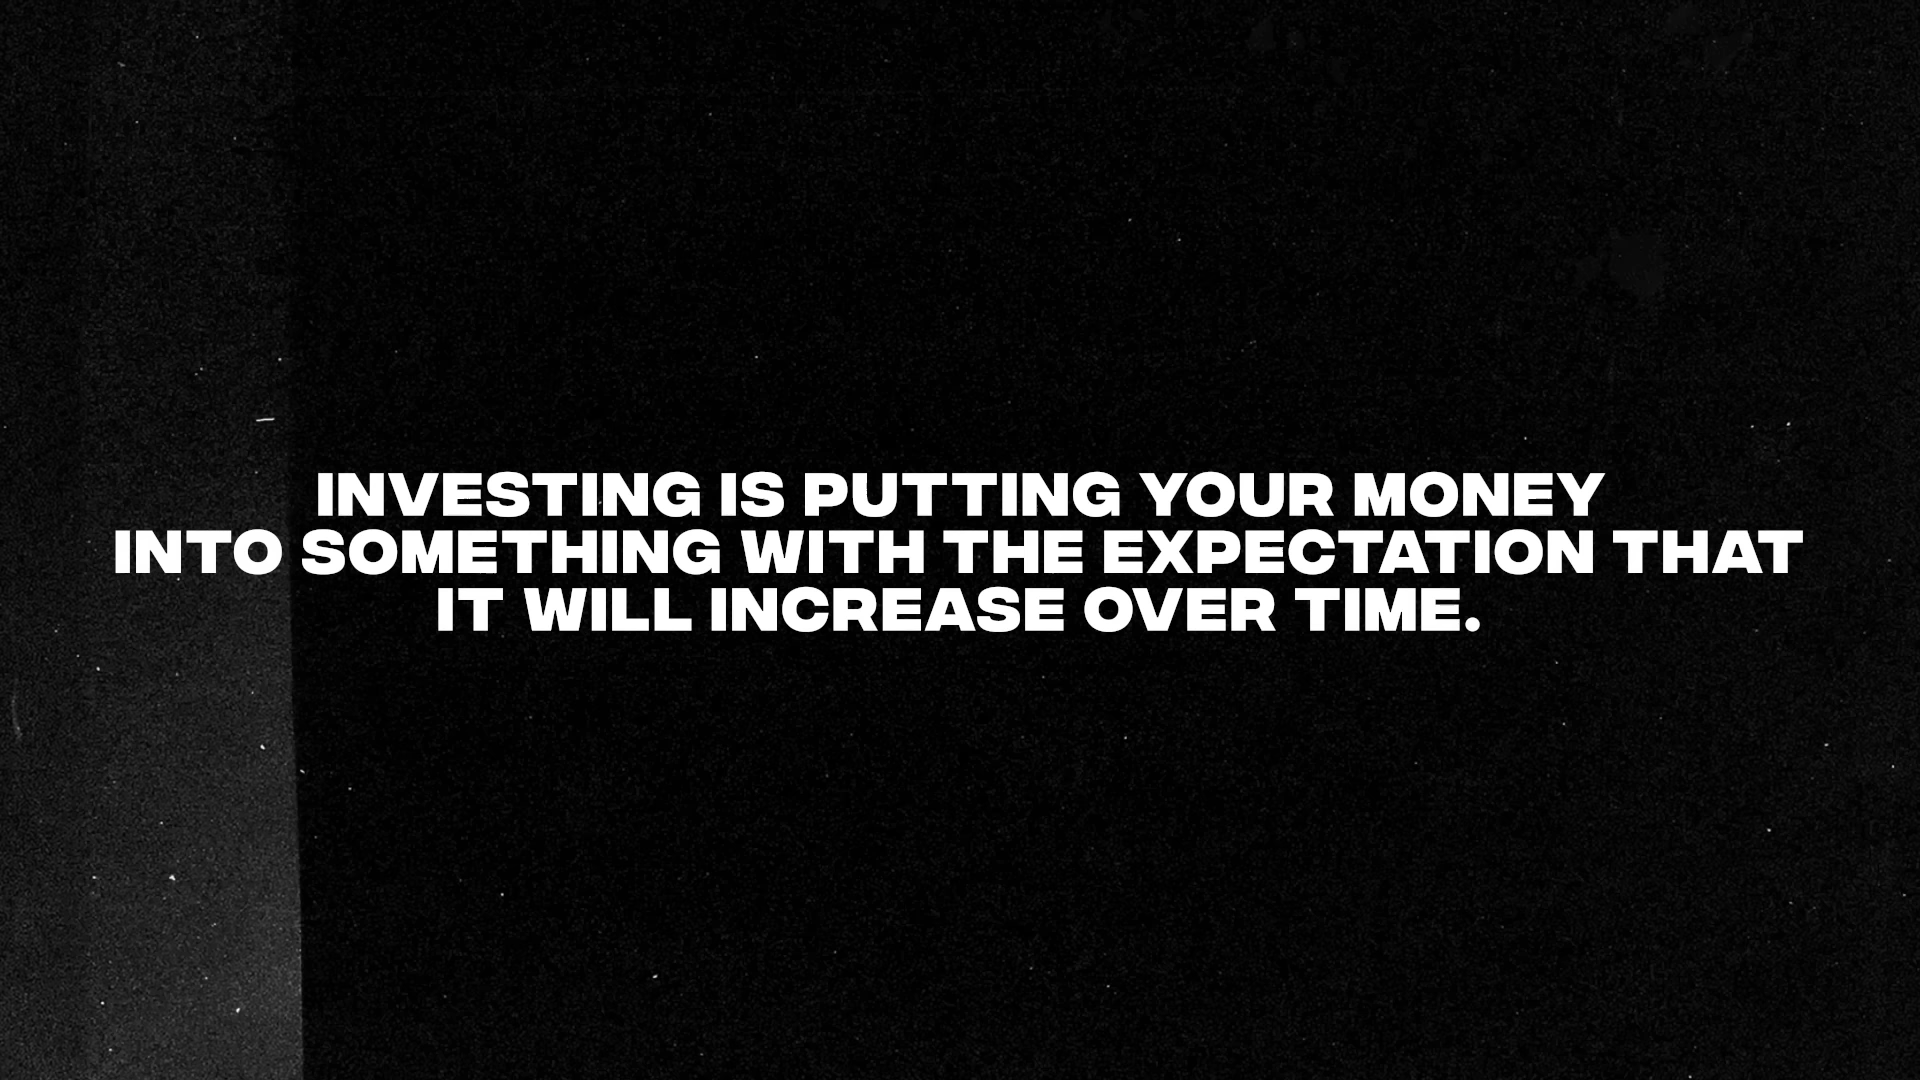 INVESTING IS PUTTING YOUR MONEY
INTO SOMETHING WITH THE EXPECTATION THAT
IT WILL INCREASE OVER TIME.